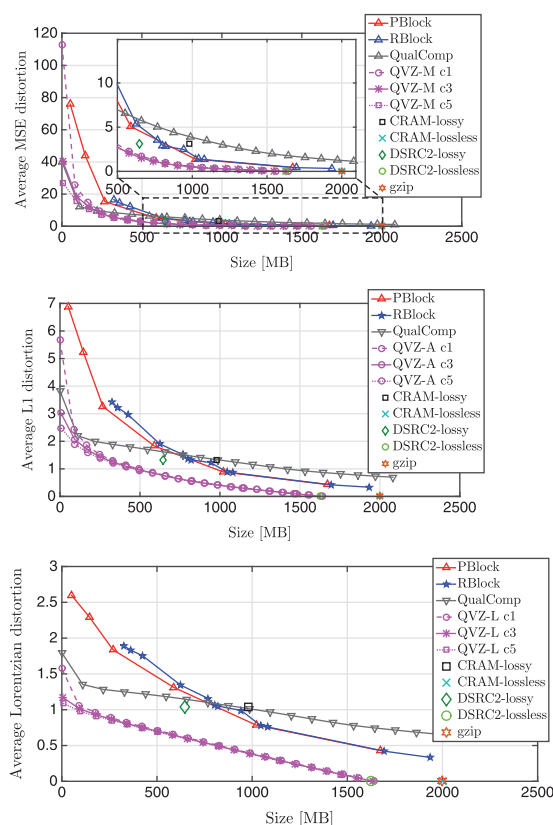 120
100
80
60
40
20
0
Average MSE distortion
10
5
0
500
1000
1500
2000
0
500
1000
1500
2000
2500
Size [MB]
PBlock
RBlock
QualComp
QVZ-M c1
QVZ-M c3
QVZ-M c5
CRAM-lossy
CRAM-lossless
DSRC2-lossy
DSRC2-lossless
gzip
7
6
5
4
3
2
1
0
Average L1 distortion
0
500
1000
1500
2000
2500
Size [MB]
PBlock
RBlock
QualComp
QVZ-A c1
QVZ-A c3
QVZ-A c5
CRAM-lossy
CRAM-lossless
DSRC2-lossy
DSRC2-lossless
gzip
3
2.5
2
1.5
1
0.5
0
Average Lorentzian distortion
0
500
1000
1500
2000
2500
Size [MB]
PBlock
RBlock
QualComp
QVZ-L c1
QVZ-L c3
QVZ-L c5
CRAM-lossy
CRAM-lossless
DSRC2-lossy
DSRC2-lossless
gzip